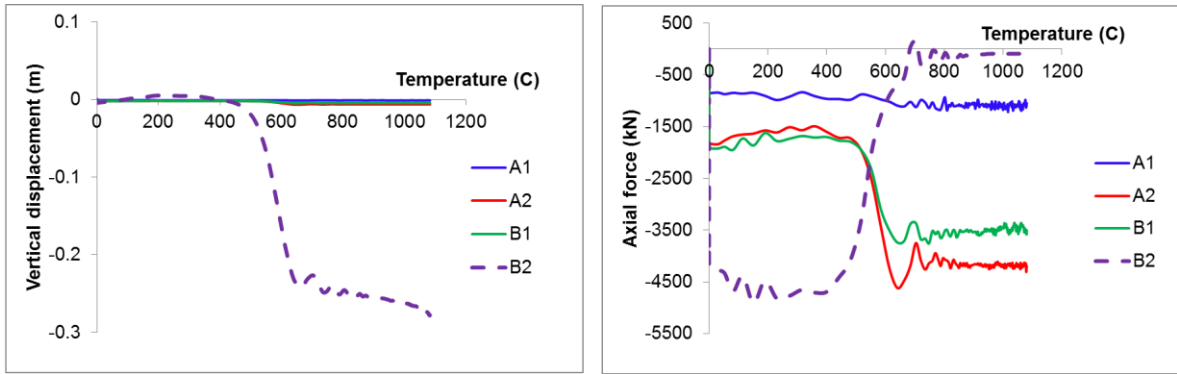 0.1
Vertical displacement (m)
Temperature (C)
0
0 200 400 600 800 1000 1200
-0.1
-0.2
-0.3
A1
A2
B1
B2
500
Temperature (C)
-500
0 200 400 600 800 1000 1200
-1500
-2500
-3500
-4500
-5500
Axial force (kN)
A1
A2
B1
B2